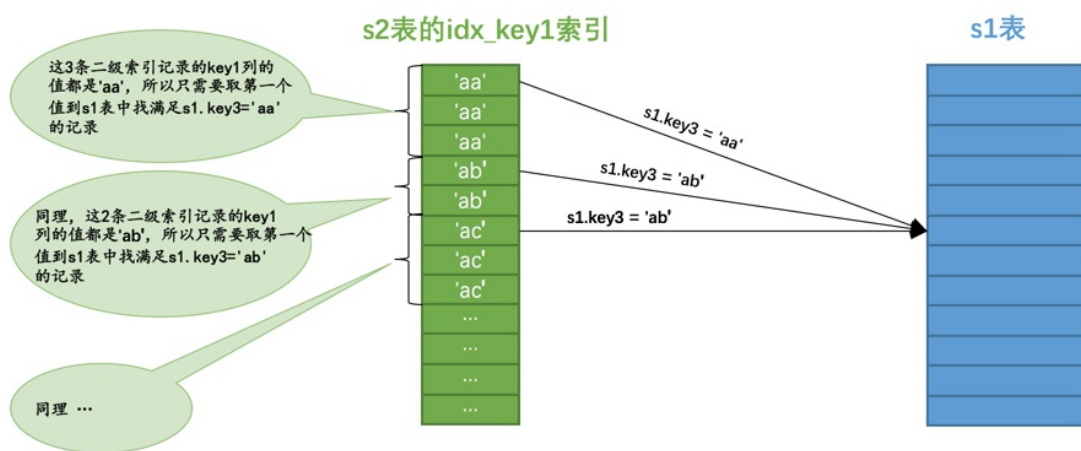 s2表的idx_key1索引
s1表
这3条二级索引记录的key1列的
值都是'aa'，所以只需要取第一个
值到s1表中找满足s1.key3='aa'
的记录
同理，这2条二级索引记录的key1
列的值都是'ab'，所以只需要取第一个
值到s1表中找满足s1.key3='ab'
的记录
同理 …
'aa'
'aa'
'aa'
'ab'
'ab'
'ac'
'ac'
'ac'
…
…
…
…
s1.key3 = 'aa'
s1.key3 = 'ab'
s1.key3 = 'ab'